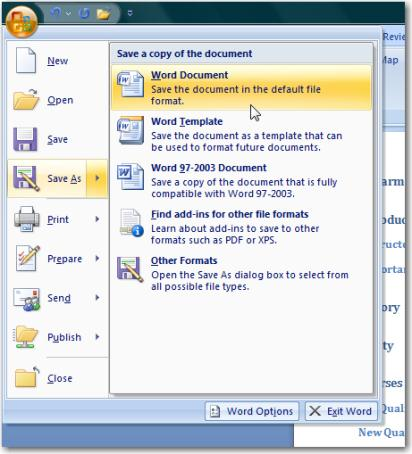 Save a copy of the document
New
Open
Save
Save As
Print
Prepare
Send
Publish
Close
Word Document
Save the document in the default file
format.
Word Template
Save the document as a template that can
be used to format future documents.
Word 97-2003 Document
Save a copy of the document that is fully
compatible with Word 97-2003.
Find add-ins for other file formats
Learn about add-ins to save to other
formats such as PDF or XPS.
Other Formats
Open the Save As dialog box to select from
all possible file types.
Word Options
Exit Word
Map
New Qua